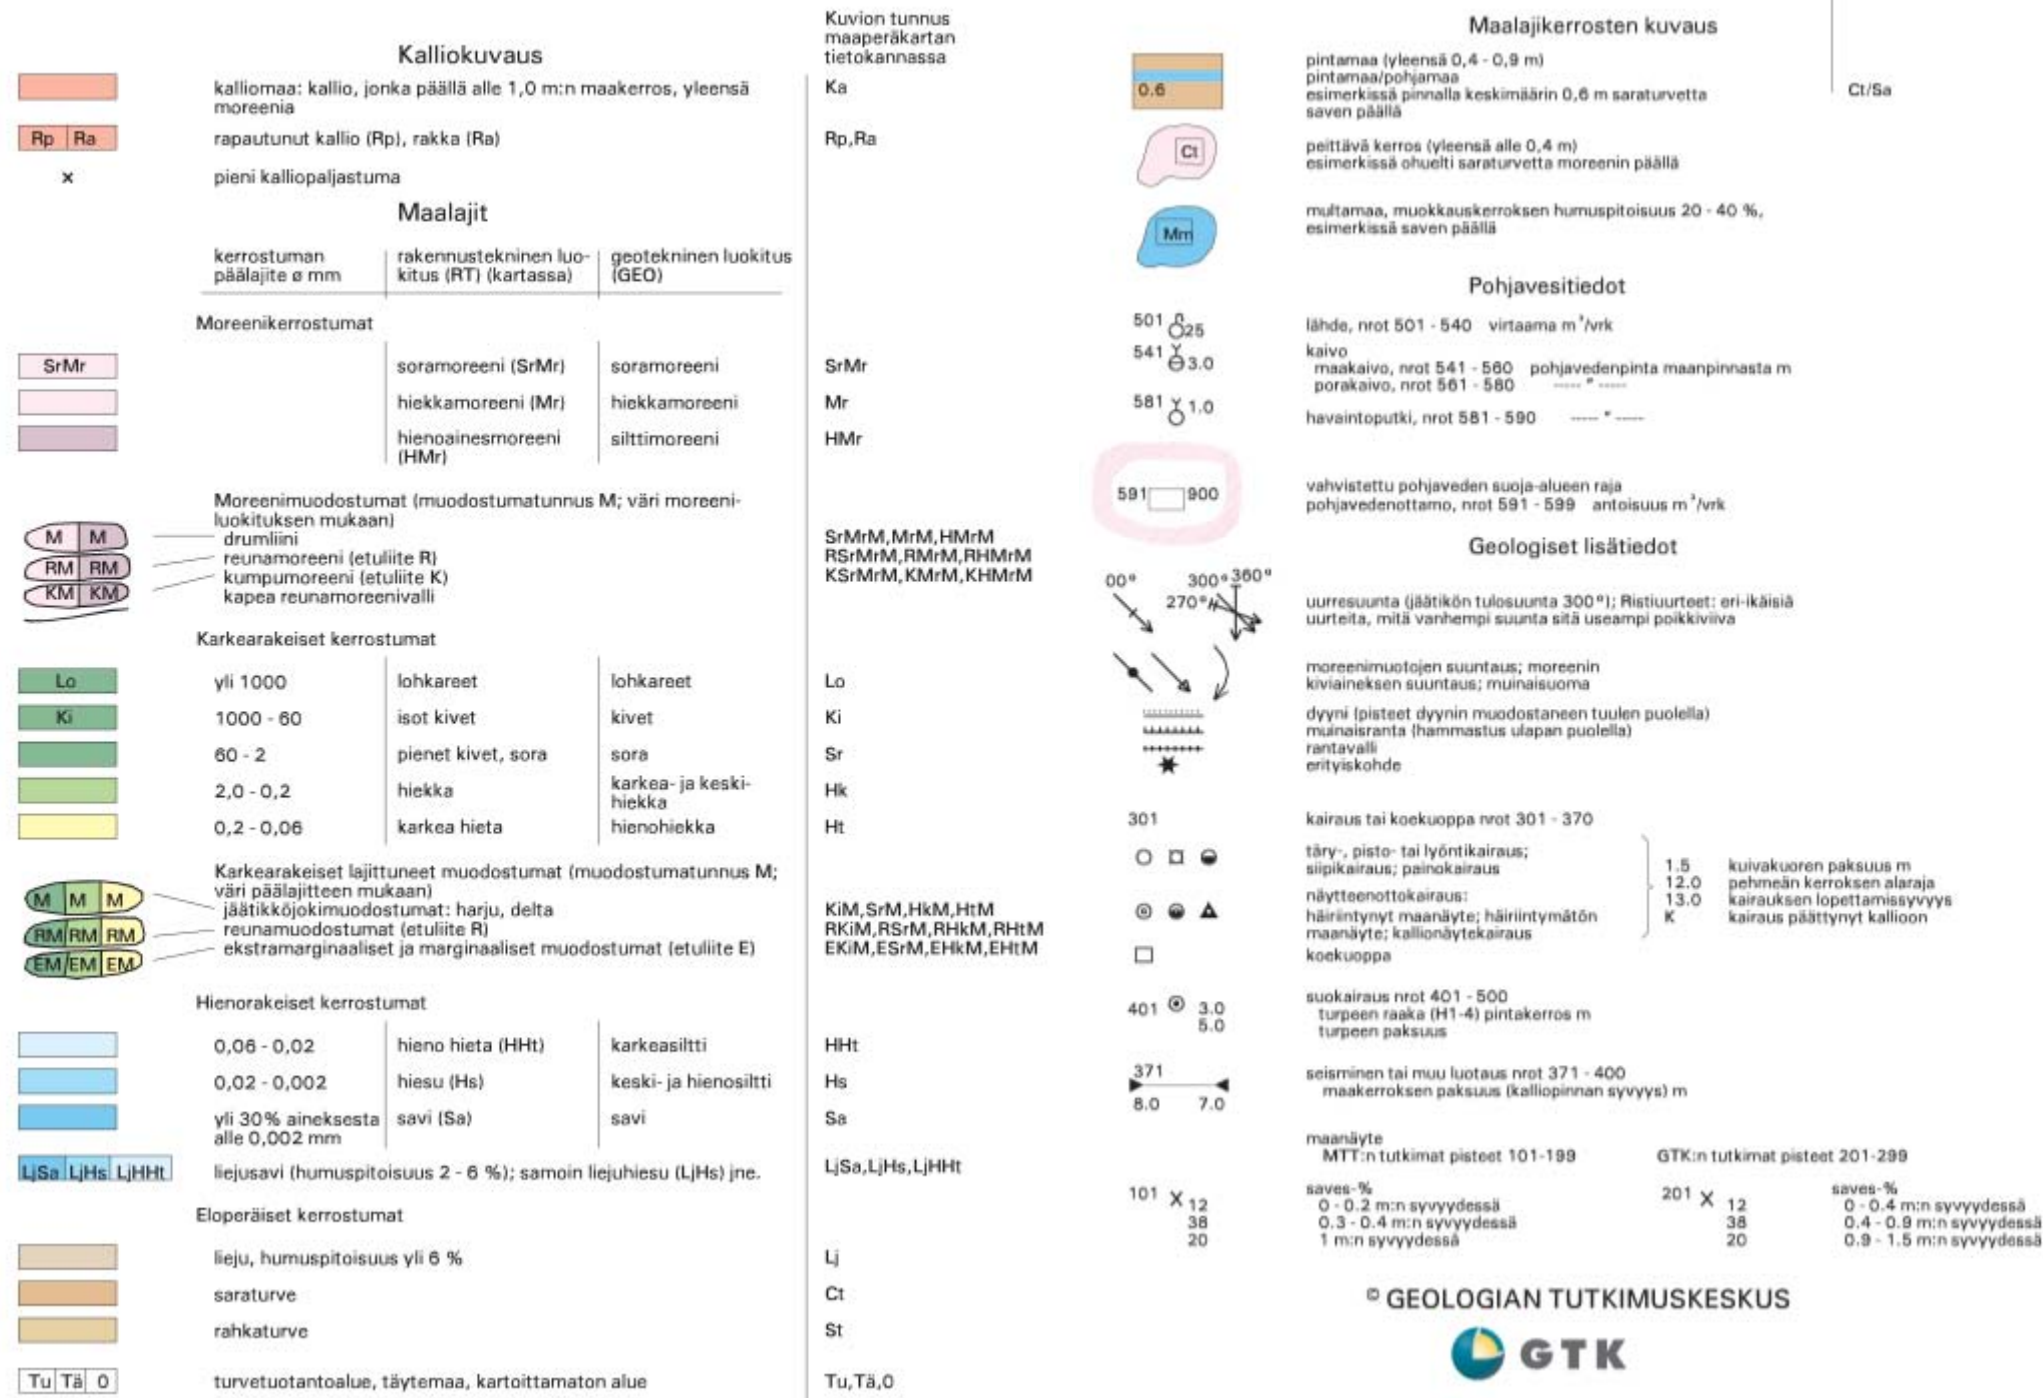 Kalliokuvaus
Kuvion tunnus
maaperäkartan
tietokannassa
kalliomaa: kallio, jonka päällä alle 1,0 m:n maakerros, yleensä
moreenia
Ka
Rp Ra rapautunut kallio (Rp), rakka (Ra) Rp,Ra
x pieni kalliopaljastuma
Maalajit
kerrostuman
päälajite ø mm
rakennustekninen luo-
kitus (RT) (kartassa)
geotekninen luokitus
(GEO)
Moreenikerrostumat
SrMr soramoreeni (SrMr) soramoreeni SrMr
hiekkamoreeni (Mr) hiekkamoreeni Mr
hienoainesmoreeni
(HMr)
silttimoreeni HMr
Moreenimuodostumat (muodostumatunnus M; väri moreeni-
luokituksen mukaan)
M M drumliini SrMrM,MrM,HMrM
RM RM reunamoreeni (etuliite R) RSrMrM,RMrM,RHMrM
KM KM kumpumoreeni (etuliite K) KSrMrM,KMrM,KHMrM
kapea reunamoreenivalli
Karkearakeiset kerrostumat
Lo yli 1000 lohkareet lohkareet Lo
Ki 1000 - 60 isot kivet kivet Ki
60 - 2 pienet kivet, sora sora Sr
2,0 - 0,2 hiekka karkea- ja keski-
hiekka
Hk
0,2 - 0,06 karkea hieta hienohiekka Ht
Karkearakeiset lajittuneet muodostumat (muodostumatunnus M;
väri päälajitteen mukaan)
M M M jäätikköjokimuodostumat: harju, delta KiM,SrM,HkM,HtM
RM RM RM reunamuodostumat (etuliite R) RKiM,RSrM,RHkM,RHtM
EM EM EM ekstramarginaaliset ja marginaaliset muodostumat (etuliite E) EKiM,ESrM,EHkM,EHtM
Hienorakeiset kerrostumat
0,06 - 0,02 hieno hieta (HHt) karkeasiltti HHt
0,02 - 0,002 hiesu (Hs) keski- ja hienosiltti Hs
yli 30% aineksesta
alle 0,002 mm
savi (Sa) savi Sa
LjSa LjHs LjHHt liejusavi (humuspitoisuus 2 - 6 %); samoin liejuhiesu (LjHs) jne. LjSa,LjHs,LjHHt
Eloperäiset kerrostumat
lieju, humuspitoisuus yli 6 % Lj
saraturve Ct
rahkaturve St
Tu Tä 0 turvetuotantoalue, täytemaa, kartoittamaton alue Tu,Tä,0
Maalajikerrosten kuvaus
0.6
pintamaa (yleensä 0,4 - 0,9 m)
pintamaa/pohjamaa
esimerkissä pinnalla keskimäärin 0,6 m saraturvetta
saven päällä
Ct/Sa
Ct
peittävä kerros (yleensä alle 0,4 m)
esimerkissä ohuelti saraturvetta moreenin päällä
Mm
multamaa, muokkauskerroksen humuspitoisuus 20 - 40 %,
esimerkissä saven päällä
Pohjavesitiedot
501 25 lähde, nrot 501 - 540 virtaama m³/vrk
541 3.0 kaivo
maakaivo, nrot 541 - 560 pohjavedenpinta maanpinnasta m
porakaivo, nrot 561 - 580 ----- " -----
581 1.0 havaintoputki, nrot 581 - 590 ----- " -----
591 900
vahvistettu pohjaveden suoja-alueen raja
pohjavedenottamo, nrot 591 - 599 antoisuus m³/vrk
Geologiset lisätiedot
00° 300° 360°
270°
uurresuunta (jäätikön tulosuunta 300°); Ristiuurteet: eri-ikäisiä
uurteita, mitä vanhempi suunta sitä useampi poikkiviiva
moreenimuotojen suuntaus; moreenin
kiviaineksen suuntaus; muinaisuoma
dyyni (pisteet dyynin muodostaneen tuulen puolella)
muinaisranta (hammastus ulapan puolella)
rantavalli
erityiskohde
301 kairaus tai koekuoppa nrot 301 - 370
täry-, pisto- tai lyöntikairaus;
siipikairaus; painokairaus
näytteenottokairaus:
häiriintynyt maanäyte; häiriintymätön
maanäyte; kallionäytekairaus
koekuoppa
1.5 kuivakuoren paksuus m
12.0 pehmeän kerroksen alaraja
13.0 kairauksen lopettamissyvyys
K kairaus päättynyt kallioon
401 3.0
5.0
suokairaus nrot 401 - 500
turpeen raaka (H1-4) pintakerros m
turpeen paksuus
371
8.0 7.0
seisminen tai muu luotaus nrot 371 - 400
maakerroksen paksuus (kalliopinnan syvyys) m
maanäyte
MTT:n tutkimat pisteet 101-199 GTK:n tutkimat pisteet 201-299
101 X 12
38
20
saves-%
0 - 0.2 m:n syvyydessä
0.3 - 0.4 m:n syvyydessä
1 m:n syvyydessä
201 X 12
38
20
saves-%
0 - 0.4 m:n syvyydessä
0.4 - 0.9 m:n syvyydessä
0.9 - 1.5 m:n syvyydessä
© GEOLOGIAN TUTKIMUSKESKUS
GTK